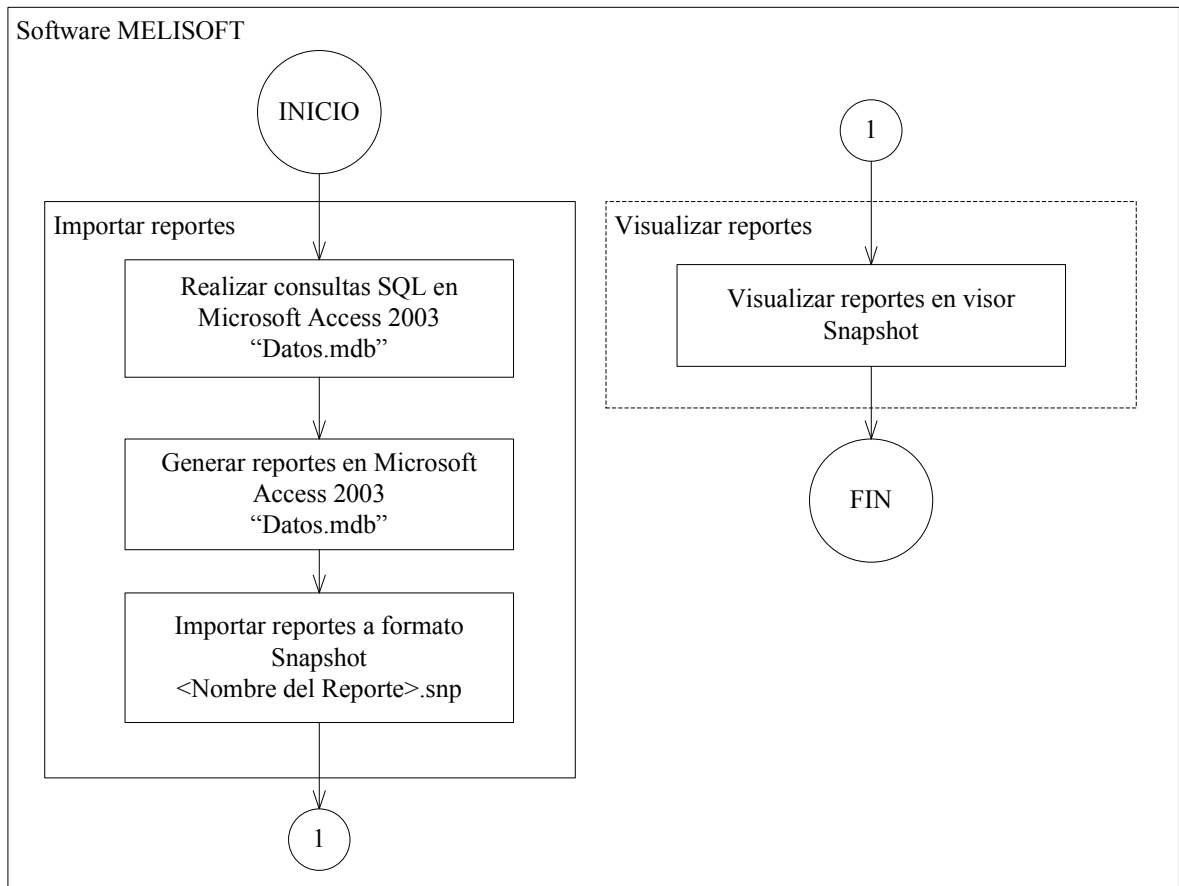 Software MELISOFT
INICIO
Importar reportes
Realizar consultas SQL en
Microsoft Access 2003
“Datos.mdb”
Generar reportes en Microsoft
Access 2003
“Datos.mdb”
Importar reportes a formato
Snapshot
<Nombre del Reporte>.snp
1
1
Visualizar reportes
Visualizar reportes en visor
Snapshot
FIN